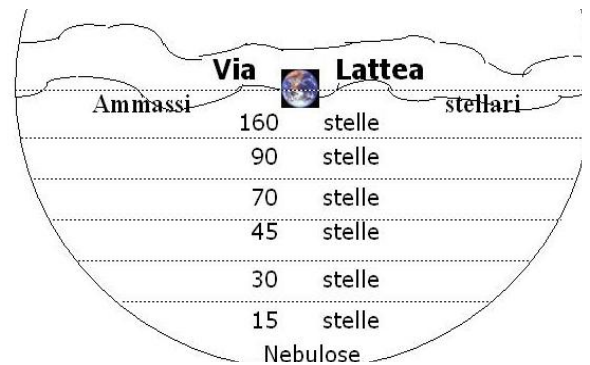 Via Lattea
Ammassi stellari
160 stelle
90 stelle
70 stelle
45 stelle
30 stelle
15 stelle
Nebulose